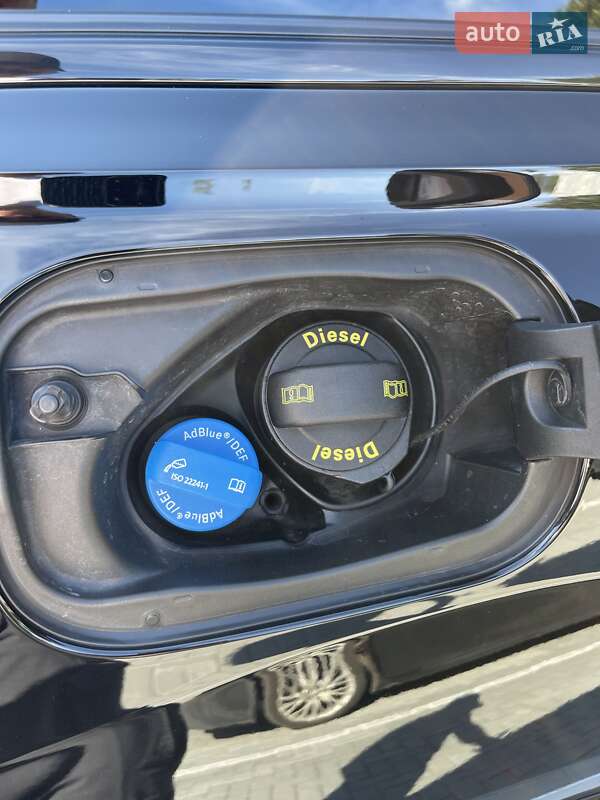 auto RIA
.com
Diesel
Diesel
AdBlue®/DEF
ISO 22241-1
AdBlue®/DEF